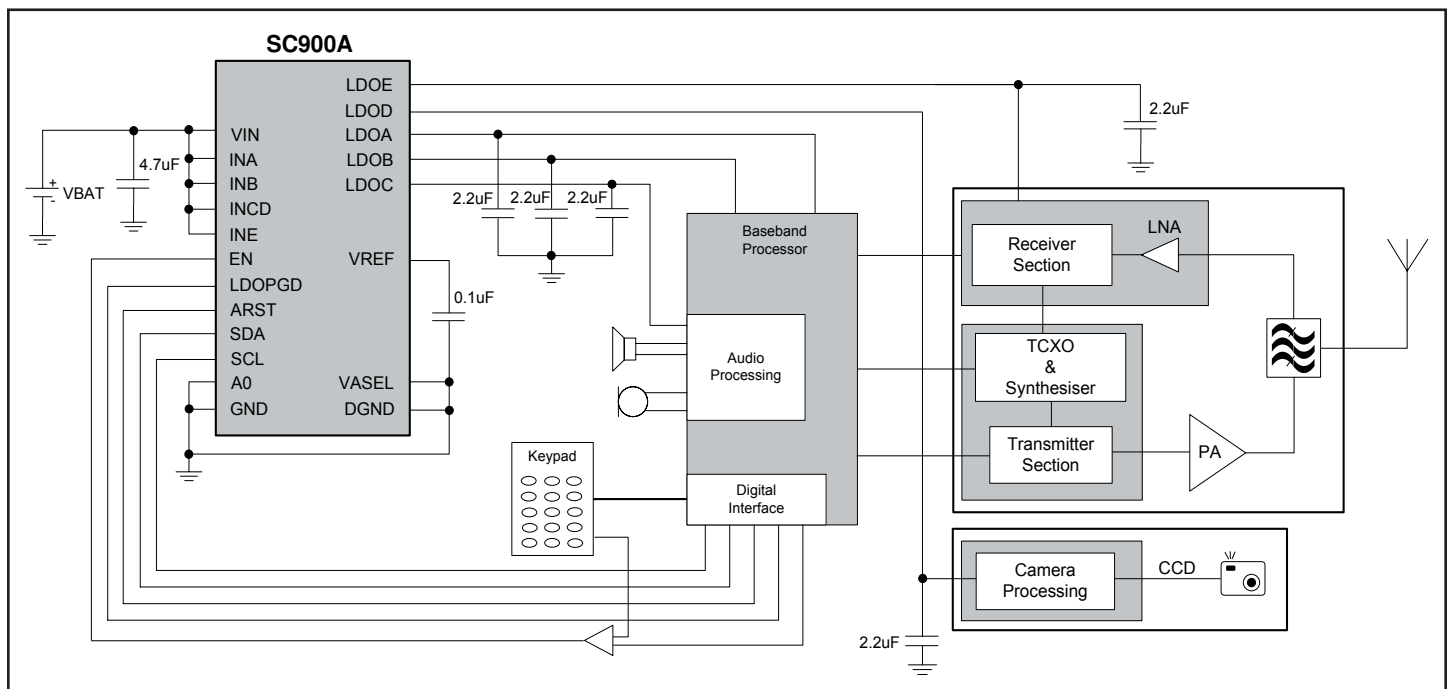 SC900A
VIN
INA
INB
INCD
INE
EN
LDOPGD
ARST
SDA
SCL
A0
GND
LDOE
LDOD
LDOA
LDOB
LDOC
VREF
VASEL
DGND
+
-
VBAT
4.7uF
0.1uF
2.2uF
2.2uF
2.2uF
2.2uF
Baseband
Processor
Audio
Processing
Digital
Interface
Keypad
LNA
Receiver
Section
TCXO
&
Synthesiser
Transmitter
Section
PA
Camera
Processing
CCD
2.2uF